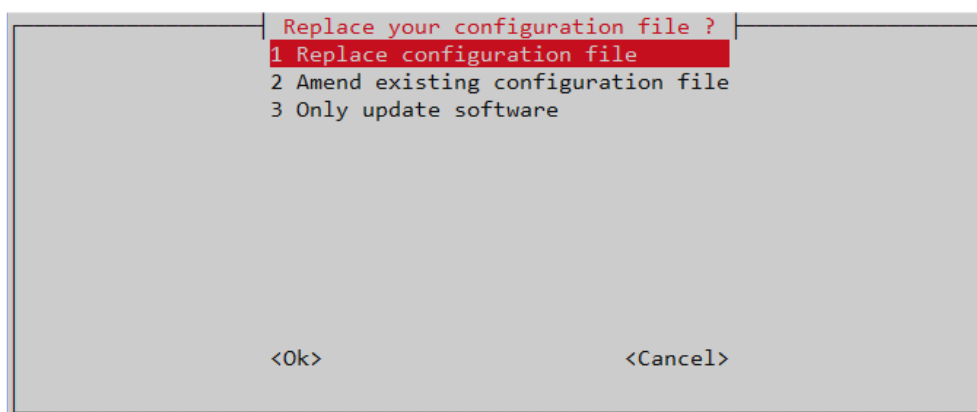 Replace your configuration file ?
1 Replace configuration file
2 Amend existing configuration file
3 Only update software
<Ok> <Cancel>